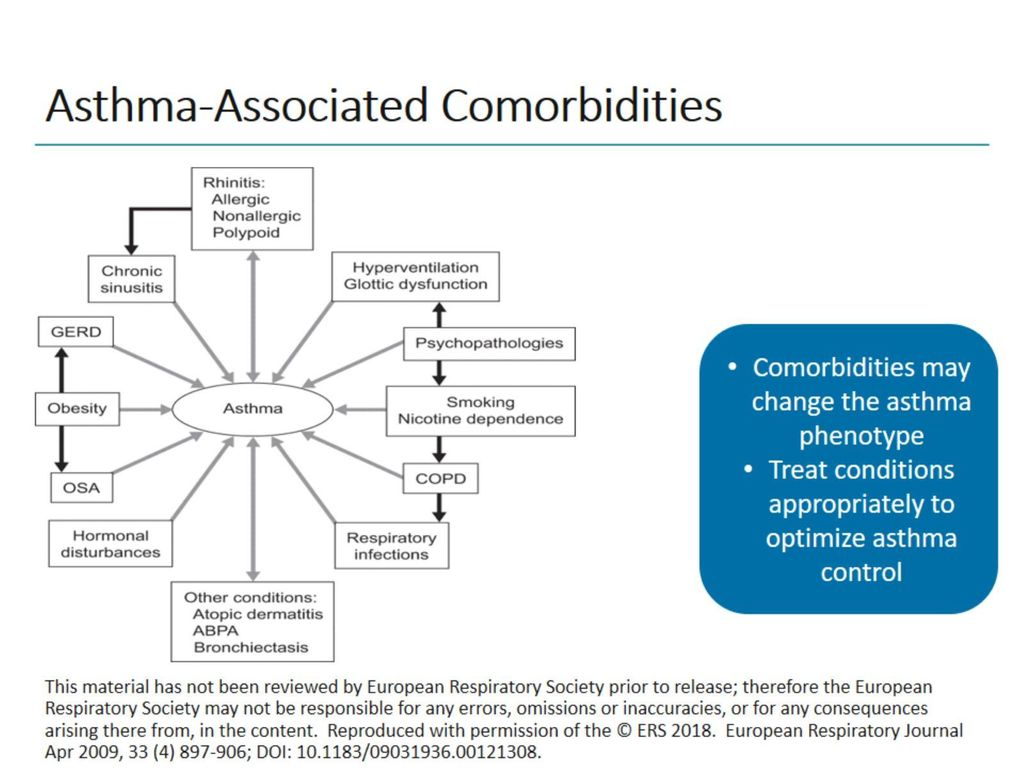 Asthma-Associated Comorbidities
Rhinitis:
Allergic
Nonallergic
Polypoid
Chronic
sinusitis
Hyperventilation
Glottic dysfunction
GERD
Psychopathologies
Obesity
Asthma
Smoking
Nicotine dependence
OSA
COPD
Hormonal
disturbances
Respiratory
infections
Other conditions:
Atopic dermatitis
ABPA
Bronchiectasis
• Comorbidities may
change the asthma
phenotype
• Treat conditions
appropriately to
optimize asthma
control
This material has not been reviewed by European Respiratory Society prior to release; therefore the European
Respiratory Society may not be responsible for any errors, omissions or inaccuracies, or for any consequences
arising there from, in the content. Reproduced with permission of the © ERS 2018. European Respiratory Journal
Apr 2009, 33 (4) 897-906; DOI: 10.1183/09031936.00121308.